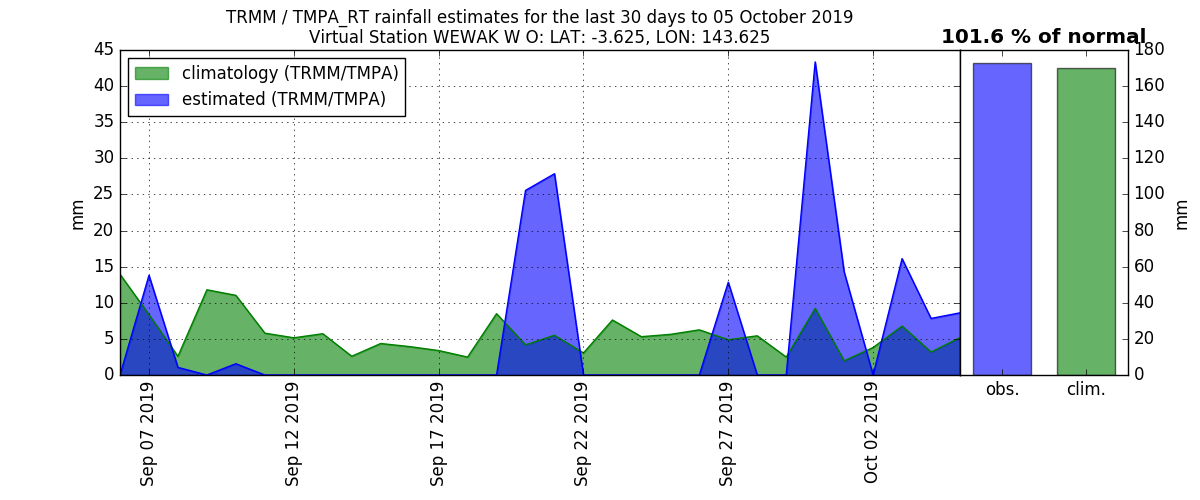 TRMM / TMPA_RT rainfall estimates for the last 30 days to 05 October 2019
Virtual Station WEWAK W O: LAT: -3.625, LON: 143.625
101.6 % of normal
climatology (TRMM/TMPA)
estimated (TRMM/TMPA)
45
40
35
30
25
20
15
10
5
0
mm
Sep 07 2019
Sep 12 2019
Sep 17 2019
Sep 22 2019
Sep 27 2019
Oct 02 2019
obs.
clim.
180
160
140
120
100
80
60
40
20
0
mm